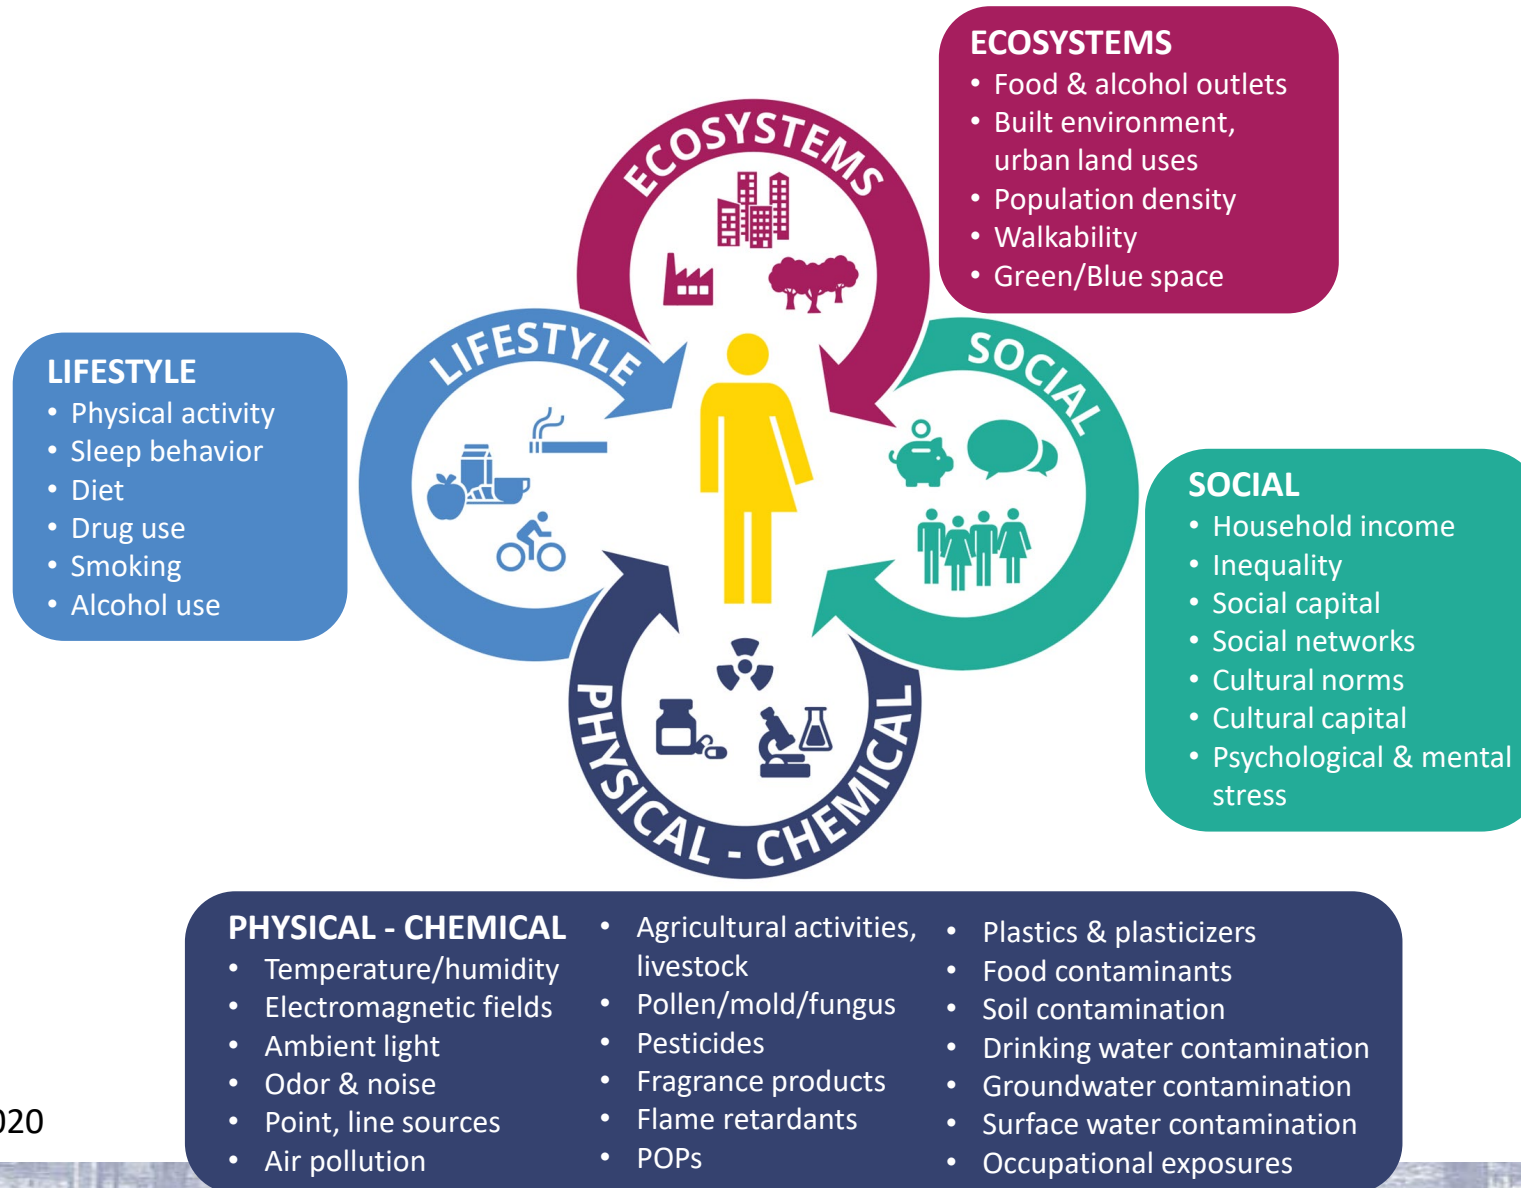 ECOSYSTEMS
• Food & alcohol outlets
• Built environment,
urban land uses
• Population density
• Walkability
• Green/Blue space
ECOSYSTEMS
LIFESTYLE
SOCIAL
PHYSICAL - CHEMICAL
LIFESTYLE
• Physical activity
• Sleep behavior
• Diet
• Drug use
• Smoking
• Alcohol use
SOCIAL
• Household income
• Inequality
• Social capital
• Social networks
• Cultural norms
• Cultural capital
• Psychological & mental
stress
PHYSICAL - CHEMICAL
• Temperature/humidity
• Electromagnetic fields
• Ambient light
• Odor & noise
• Point, line sources
• Air pollution
• Agricultural activities,
livestock
• Pollen/mold/fungus
• Pesticides
• Fragrance products
• Flame retardants
• POPs
• Plastics & plasticizers
• Food contaminants
• Soil contamination
• Drinking water contamination
• Groundwater contamination
• Surface water contamination
• Occupational exposures